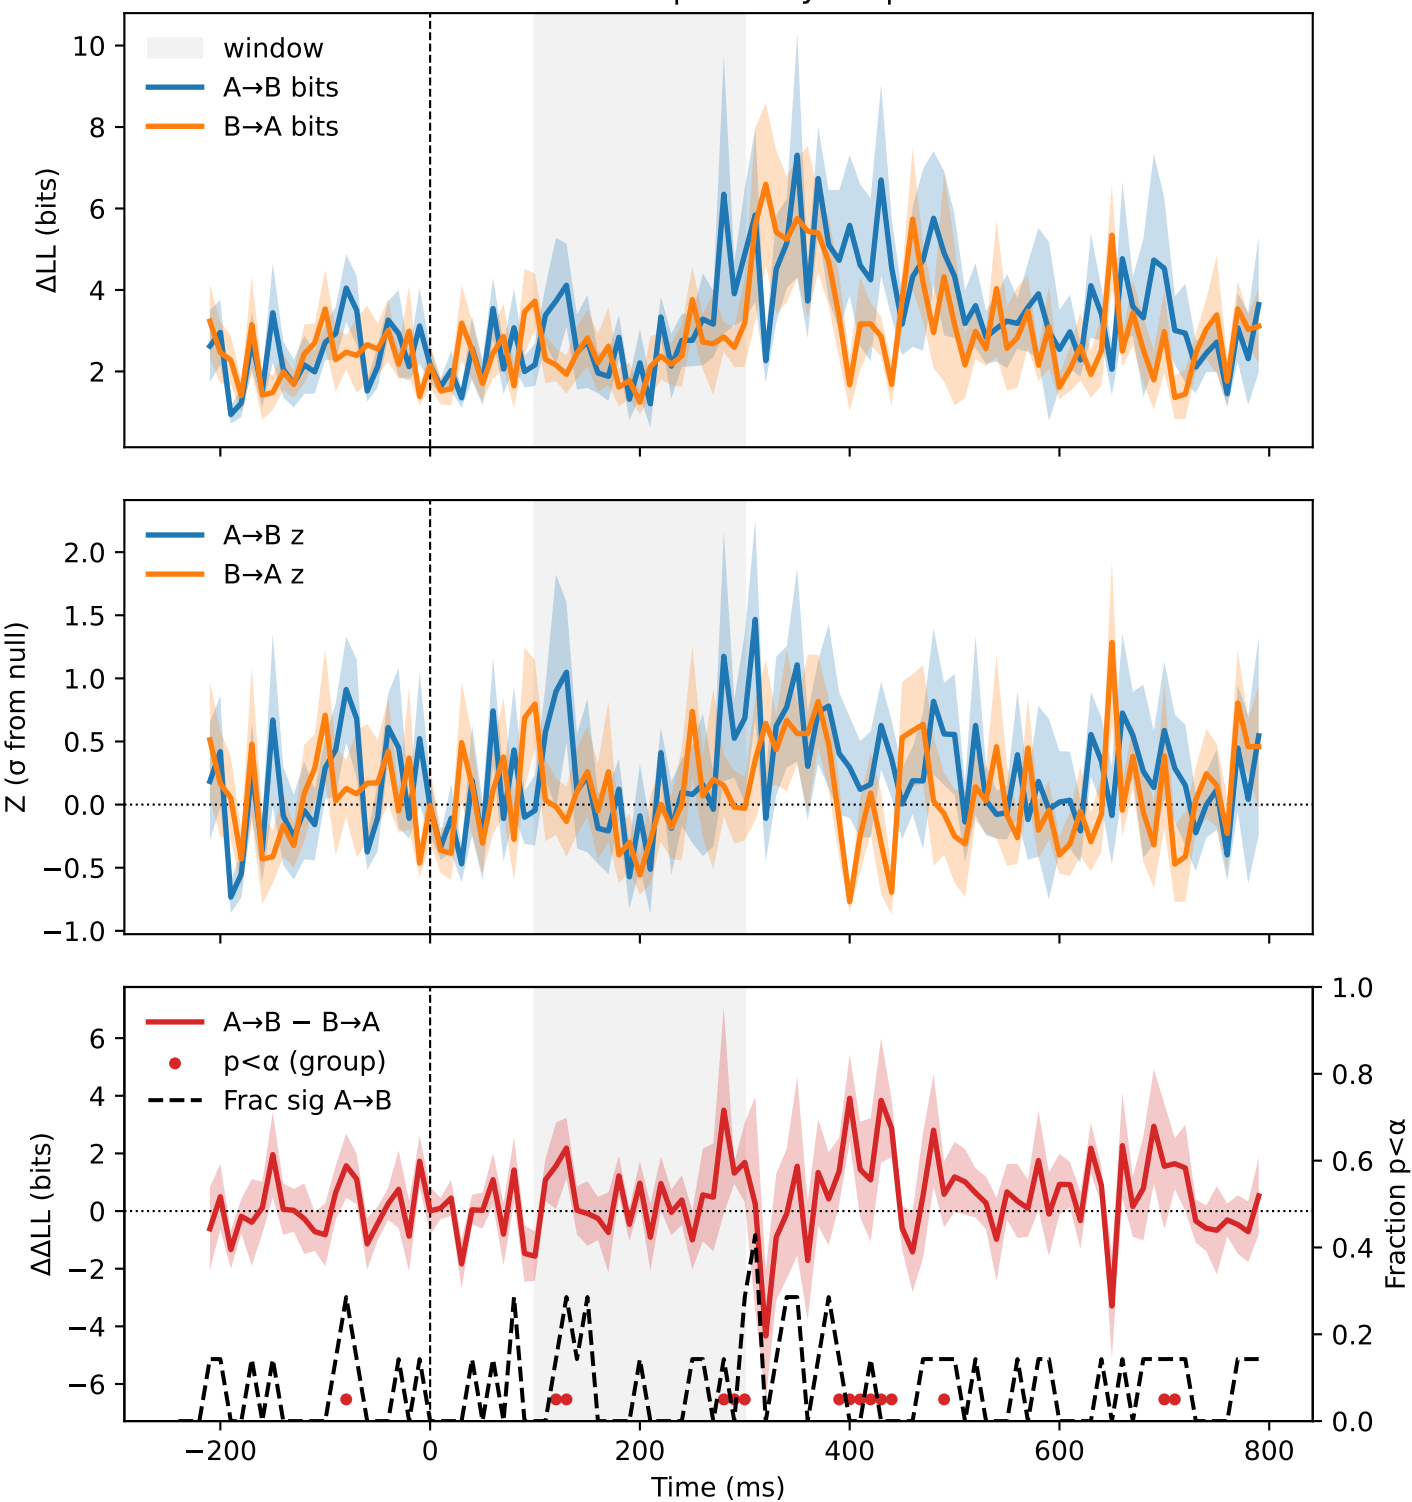 window
A→B bits
B→A bits
ΔLL (bits)
10
8
6
4
2
A→B z
B→A z
Z (σ from null)
2.0
1.5
1.0
0.5
0.0
−0.5
−1.0
A→B − B→A
p<α (group)
Frac sig A→B
ΔΔLL (bits)
6
4
2
0
−2
−4
−6
1.0
0.8
0.6
0.4
0.2
0.0
Fraction p<α
−200 0 200 400 600 800
Time (ms)